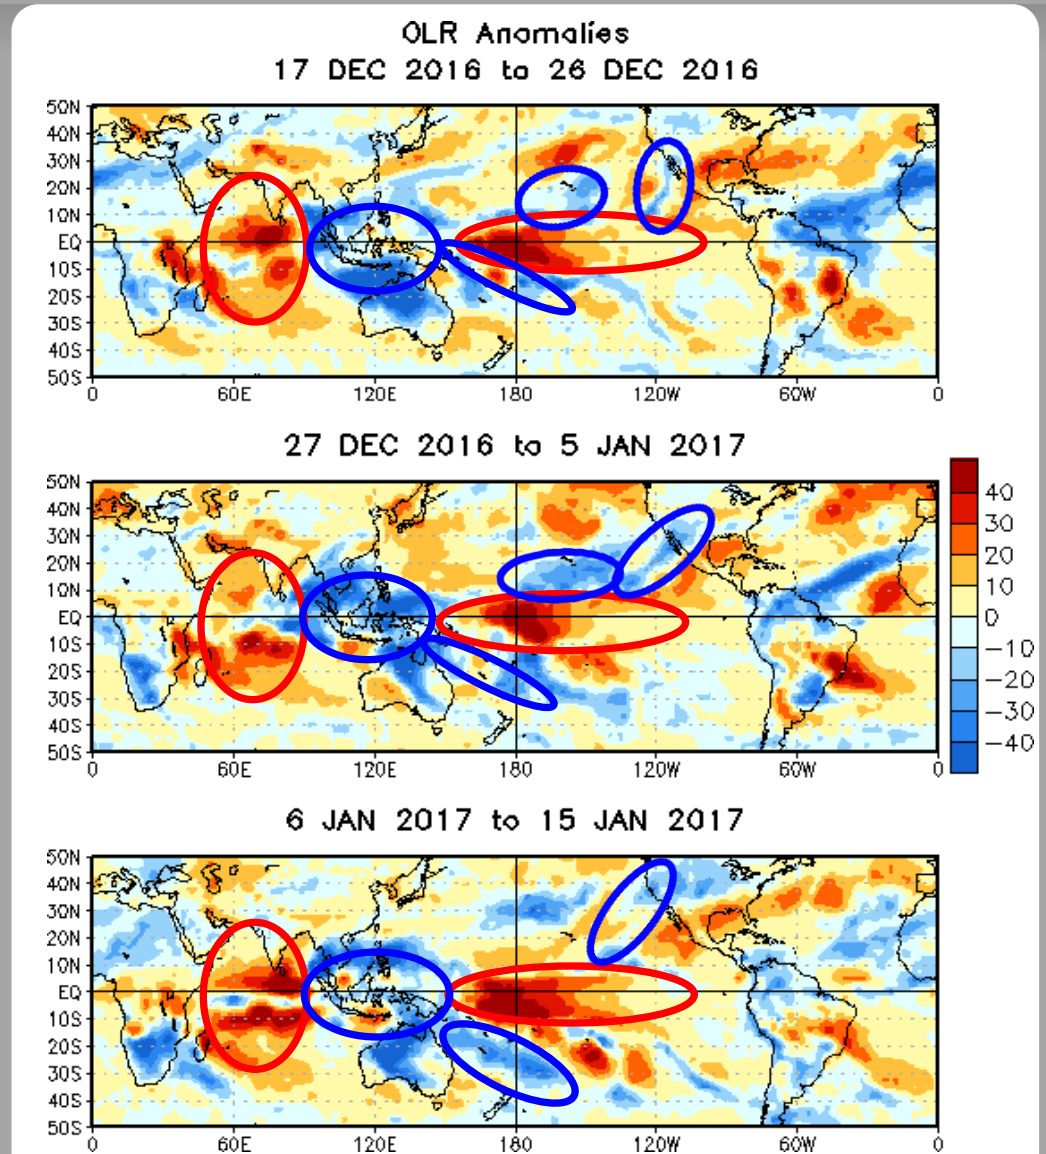 OLR Anomalies
17 DEC 2016 to 26 DEC 2016
50N
40N
30N
20N
10N
EQ
10S
20S
30S
40S
50S
0 60E 120E 180 120W 60W 0
27 DEC 2016 to 5 JAN 2017
50N
40N
30N
20N
10N
EQ
10S
20S
30S
40S
50S
0 60E 120E 180 120W 60W 0
40
30
20
10
0
−10
−20
−30
−40
6 JAN 2017 to 15 JAN 2017
50N
40N
30N
20N
10N
EQ
10S
20S
30S
40S
50S
0 60E 120E 180 120W 60W 0